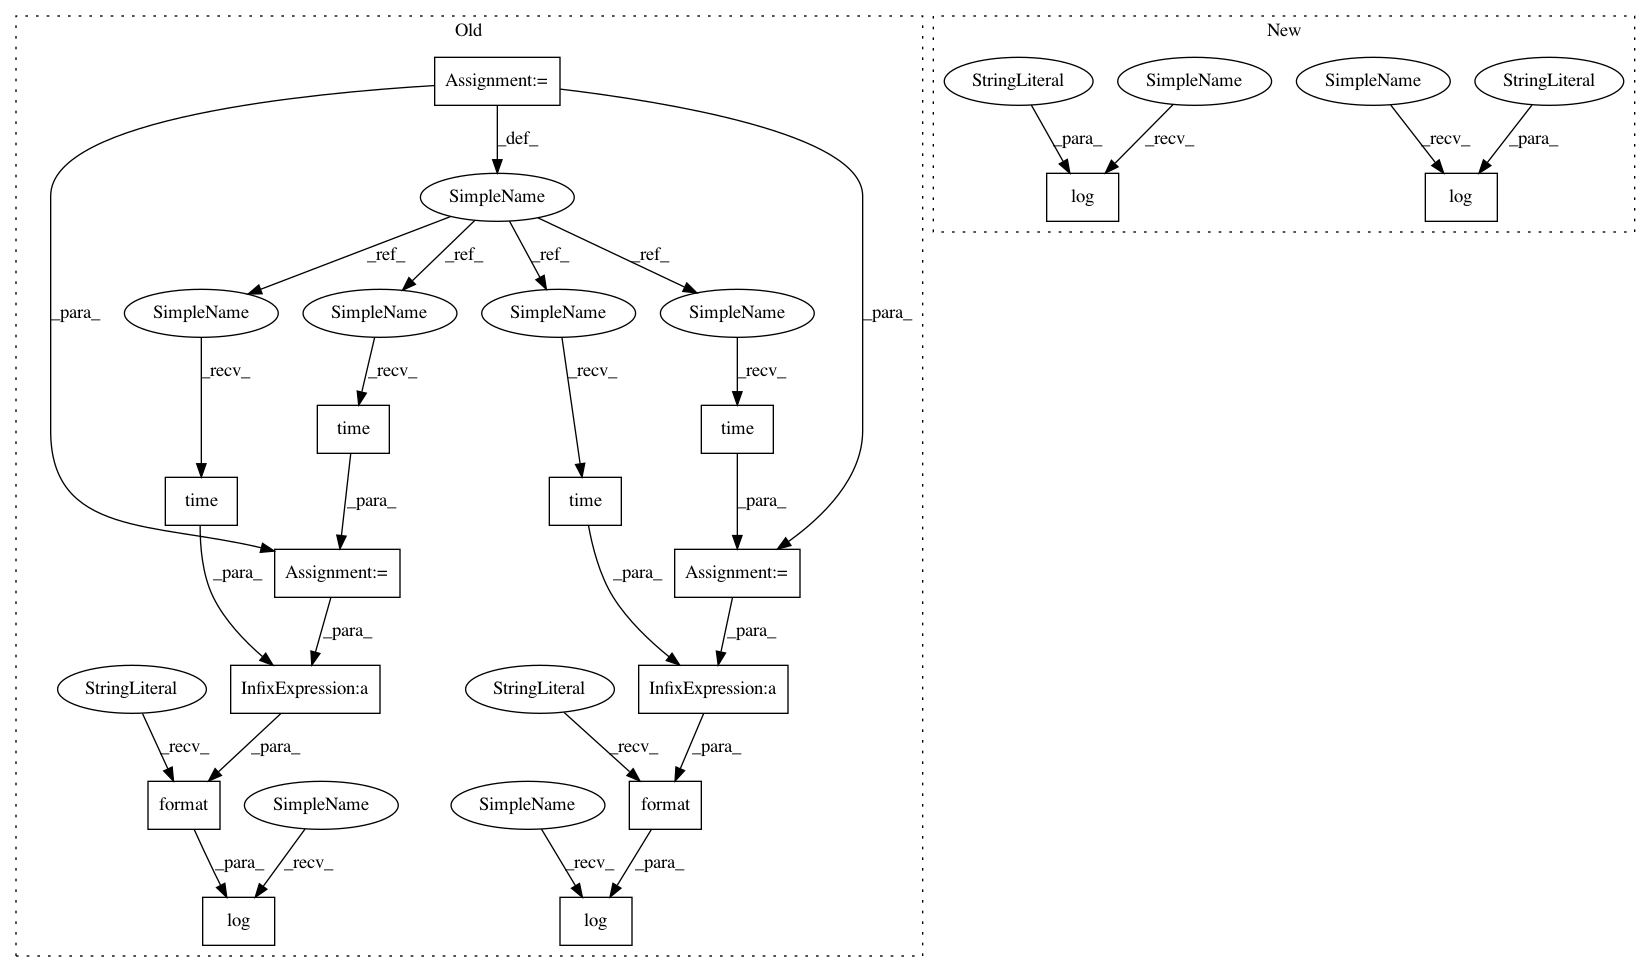 Old
New
Assignment:=
StringLiteral
SimpleName
SimpleName
StringLiteral
_def_
_para_
_recv_
_recv_
_para_
SimpleName
log
log
_ref_
_ref_
_ref_
_ref_
_para_
SimpleName
SimpleName
SimpleName
SimpleName
_para_
_recv_
_recv_
_recv_
_recv_
time
time
time
_para_
time
_para_
_para_
Assignment:=
_para_
Assignment:=
_para_
_para_
StringLiteral
InfixExpression:a
StringLiteral
InfixExpression:a
_recv_
_para_
_recv_
_para_
format
SimpleName
SimpleName
format
_para_
_recv_
_recv_
_para_
log
log